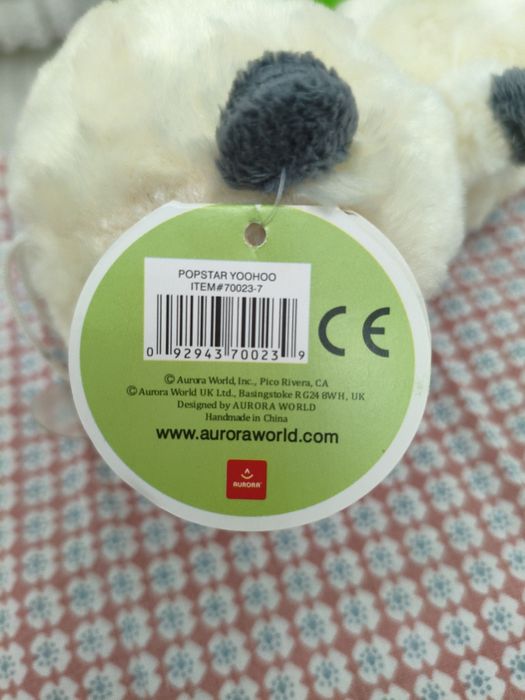 POPSTAR YOOHOO
ITEM#70023-7
0 92943 70023 9
CE
© Aurora World, Inc., Pico Rivera, CA
© Aurora World UK Ltd., Basingstoke RG24 8WH, UK
Designed by AURORA WORLD
Handmade in China
www.auroraworld.com
AURORA